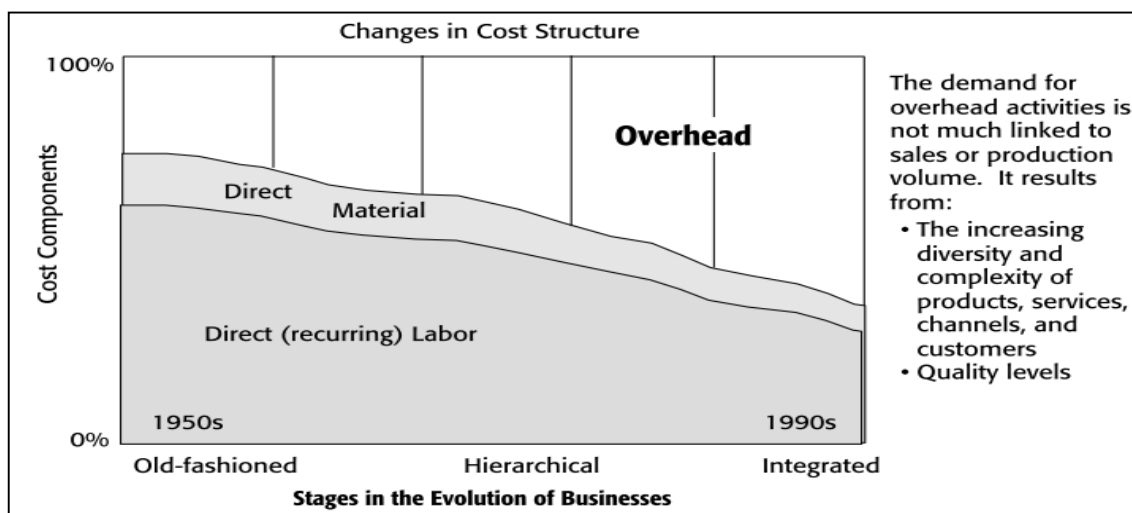 Changes in Cost Structure
100%
Cost Components
0%
Overhead
Direct
Material
Direct (recurring) Labor
1950s
1990s
Old-fashioned
Hierarchical
Integrated
Stages in the Evolution of Businesses
The demand for
overhead activities is
not much linked to
sales or production
volume. It results
from:
• The increasing
diversity and
complexity of
products, services,
channels, and
customers
• Quality levels